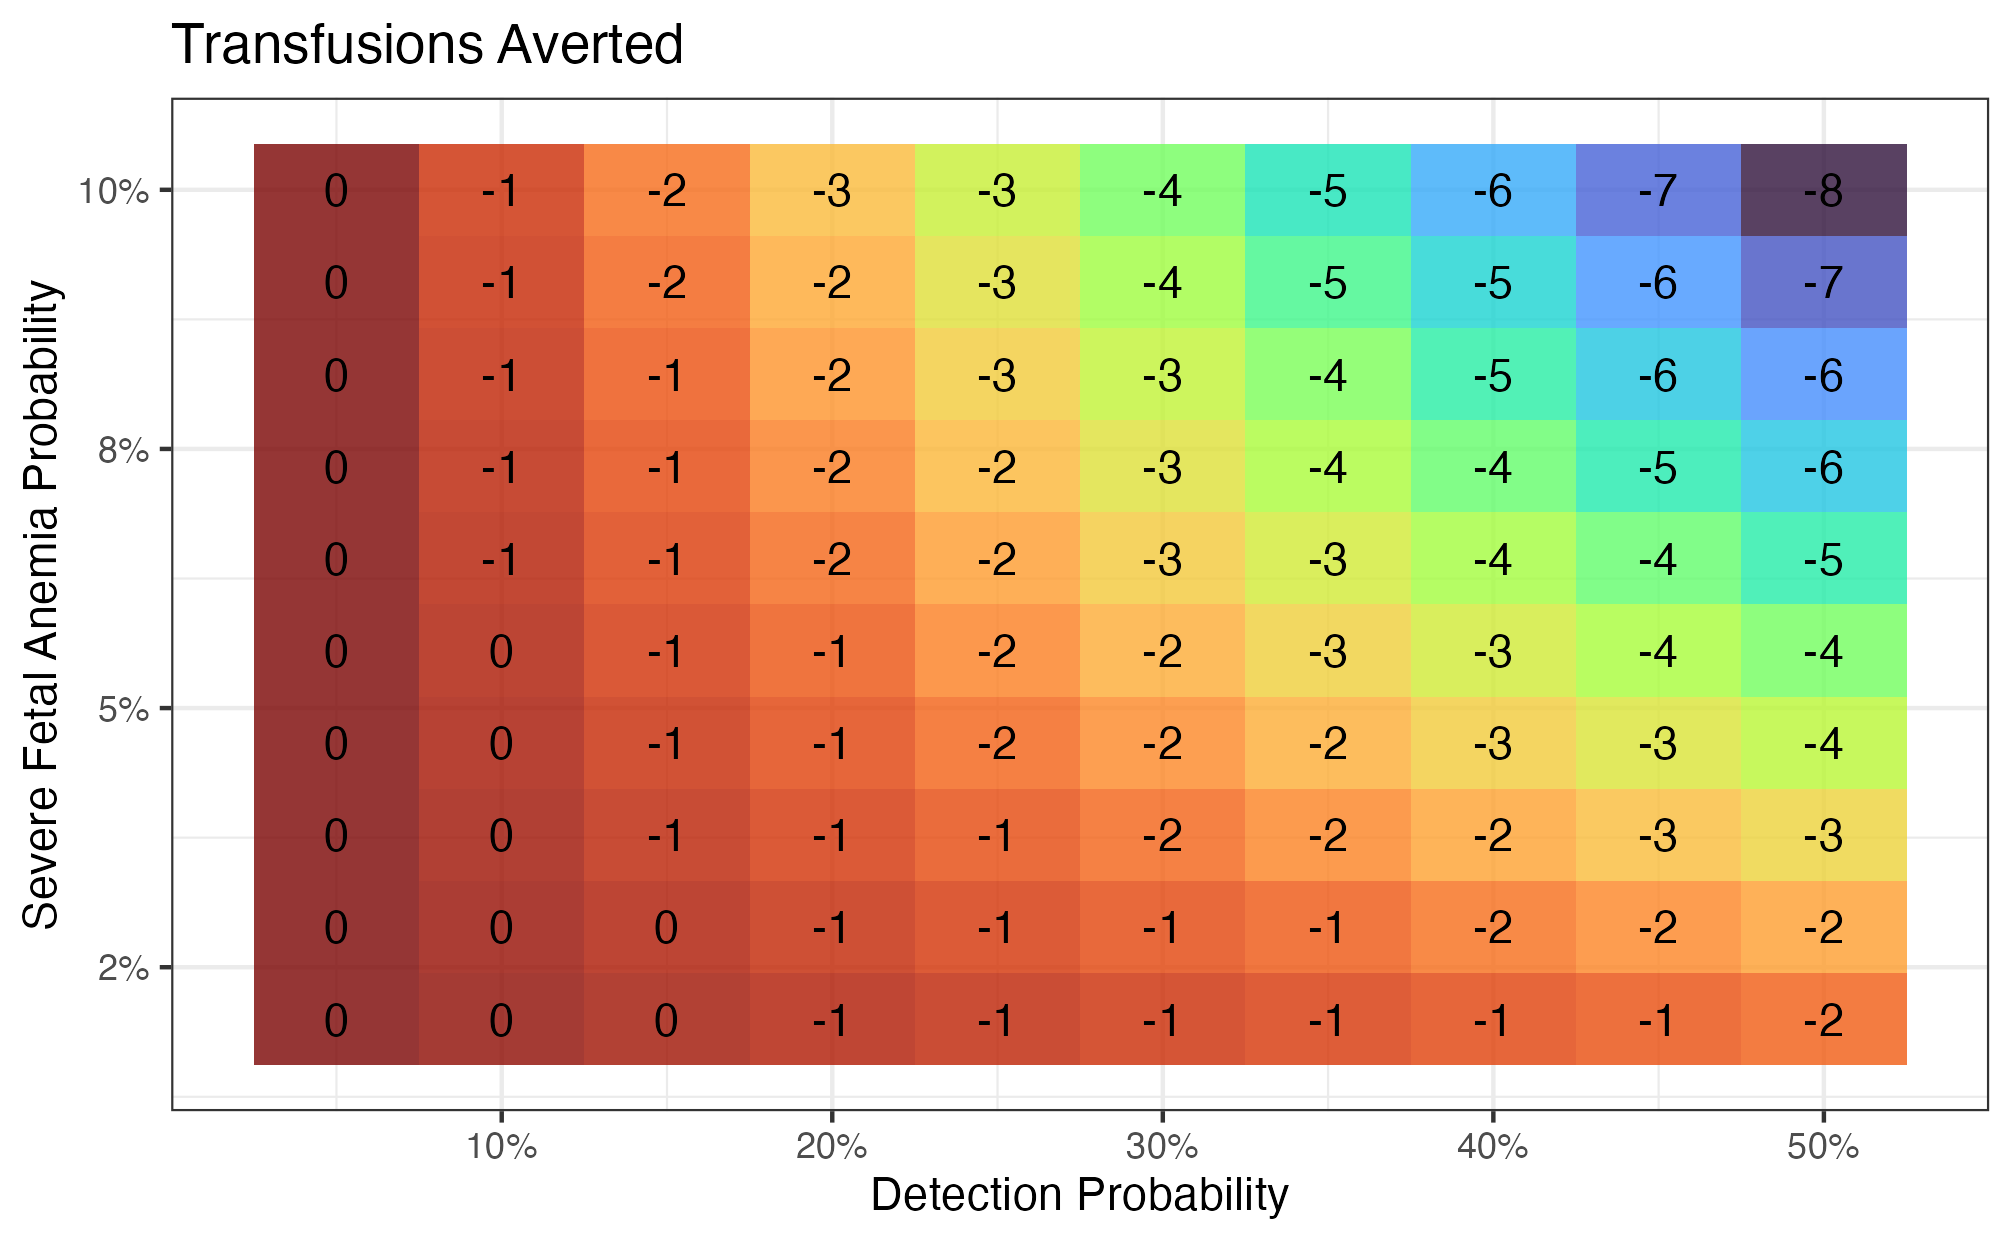 Transfusions Averted
Severe Fetal Anemia Probability
10%
8%
5%
2%
0 -1 -2 -3 -3 -4 -5 -6 -7 -8
0 -1 -2 -2 -3 -4 -5 -5 -6 -7
0 -1 -1 -2 -3 -3 -4 -5 -6 -6
0 -1 -1 -2 -2 -3 -4 -4 -5 -6
0 -1 -1 -2 -2 -3 -3 -4 -4 -5
0 0 -1 -1 -2 -2 -3 -3 -4 -4
0 0 -1 -1 -2 -2 -2 -3 -3 -4
0 0 -1 -1 -1 -2 -2 -2 -3 -3
0 0 0 -1 -1 -1 -1 -2 -2 -2
0 0 0 -1 -1 -1 -1 -1 -1 -2
10% 20% 30% 40% 50%
Detection Probability